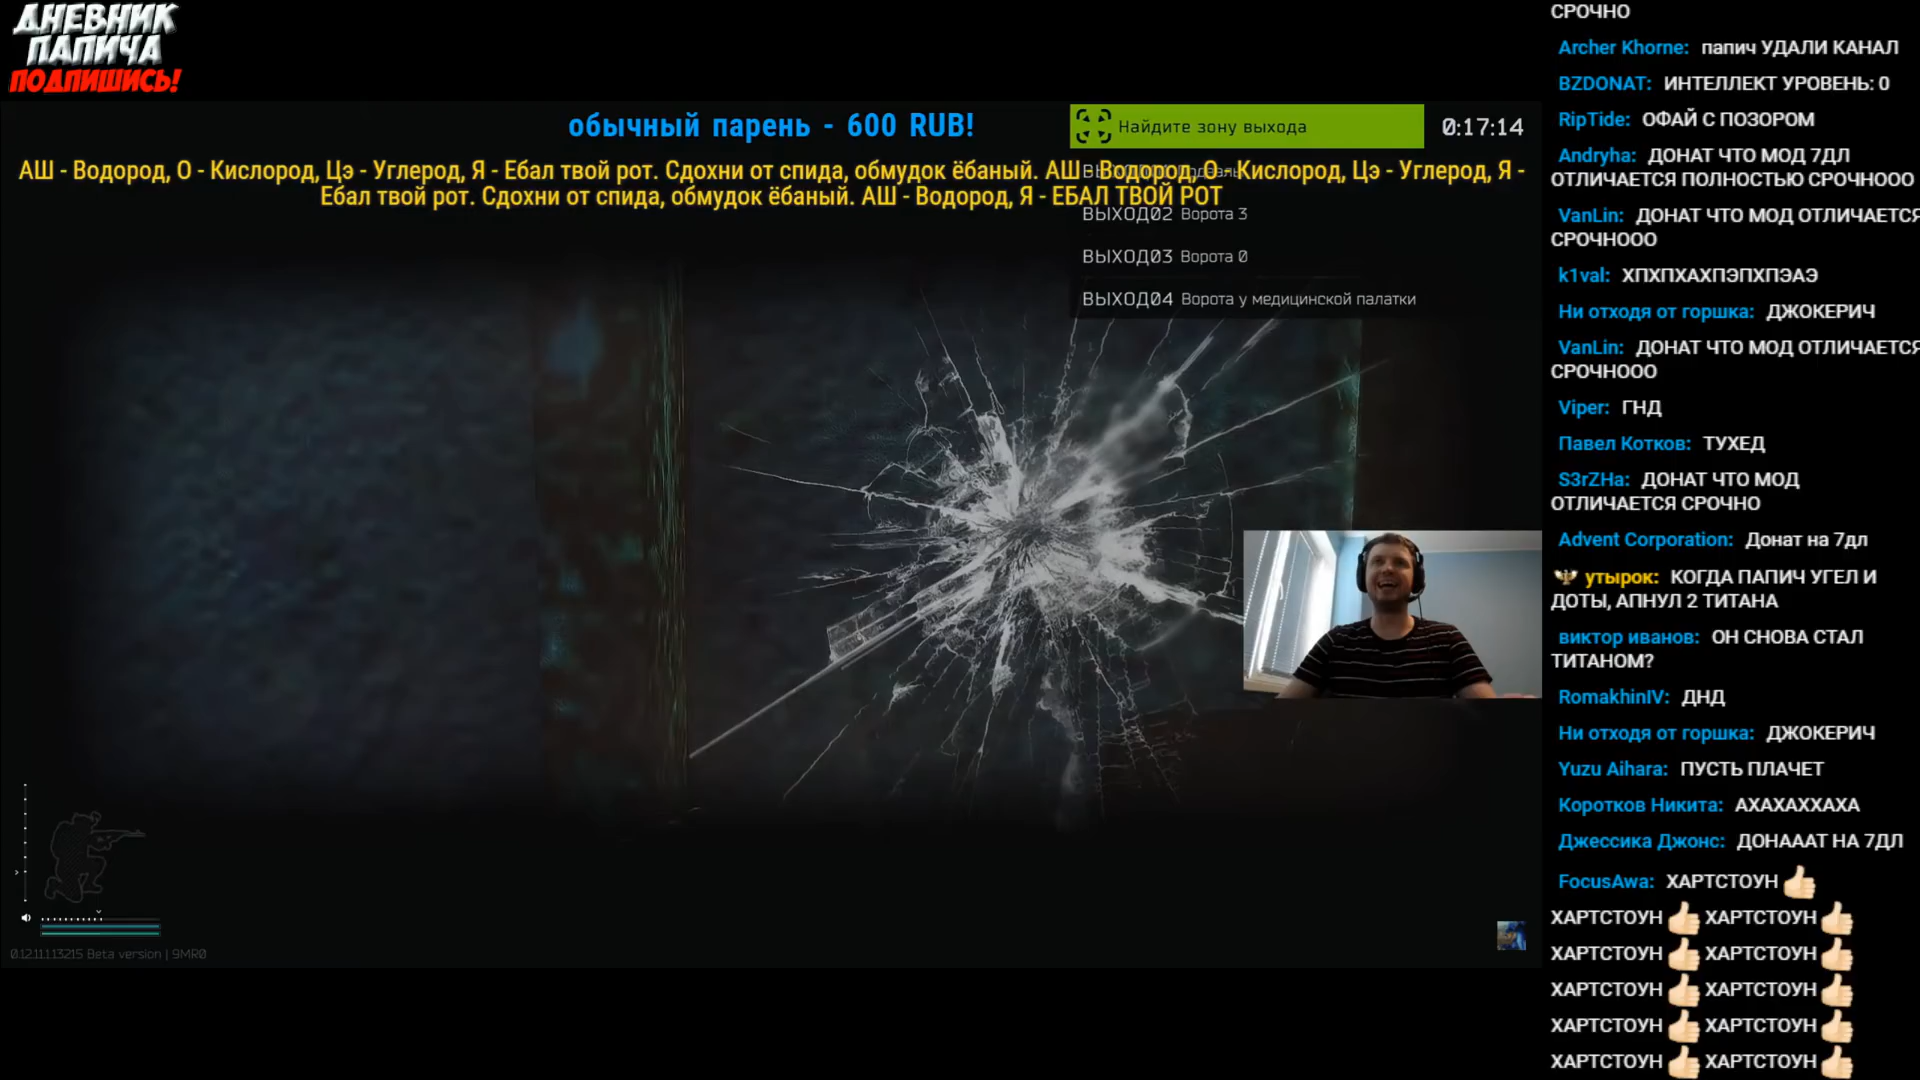 ДНЕВНИК
ПАПИЧА
ПОДПИШИСЬ!
обычный парень - 600 RUB!
АШ - Водород, О - Кислород, Цэ - Углерод, Я - Ебал твой рот. Сдохни от спида, обмудок ёбаный. АШ - Водород, О - Кислород, Цэ - Углерод, Я -
Ебал твой рот. Сдохни от спида, обмудок ёбаный. АШ - Водород, Я - ЕБАЛ ТВОЙ РОТ
Найдите зону выхода
0:17:14
ВЫХОД02 Ворота 3
ВЫХОД03 Ворота 0
ВЫХОД04 Ворота у медицинской палатки
0.12.11.1.13215 Beta version | 9MR0
СРОЧНО
Archer Khorne: папич УДАЛИ КАНАЛ
BZDONAT: ИНТЕЛЛЕКТ УРОВЕНЬ: 0
RipTide: ОФАЙ С ПОЗОРОМ
Andryha: ДОНАТ ЧТО МОД 7ДЛ
ОТЛИЧАЕТСЯ ПОЛНОСТЬЮ СРОЧНООО
VanLin: ДОНАТ ЧТО МОД ОТЛИЧАЕТСЯ
СРОЧНООО
k1val: ХПХПХАХПЭПХПЭАЭ
Ни отходя от горшка: ДЖОКЕРИЧ
VanLin: ДОНАТ ЧТО МОД ОТЛИЧАЕТСЯ
СРОЧНООО
Viper: ГНД
Павел Котков: ТУХЕД
S3rZHa: ДОНАТ ЧТО МОД
ОТЛИЧАЕТСЯ СРОЧНО
Advent Corporation: Донат на 7дл
утырок: КОГДА ПАПИЧ УГЕЛ И
ДОТЫ, АПНУЛ 2 ТИТАНА
виктор иванов: ОН СНОВА СТАЛ
ТИТАНОМ?
RomakhinIV: ДНД
Ни отходя от горшка: ДЖОКЕРИЧ
Yuzu Aihara: ПУСТЬ ПЛАЧЕТ
Коротков Никита: АХАХАХХАХА
Джессика Джонс: ДОНАААТ НА 7ДЛ
FocusAwa: ХАРТСТОУН 👍🏻
ХАРТСТОУН 👍🏻 ХАРТСТОУН 👍🏻
ХАРТСТОУН 👍🏻 ХАРТСТОУН 👍🏻
ХАРТСТОУН 👍🏻 ХАРТСТОУН 👍🏻
ХАРТСТОУН 👍🏻 ХАРТСТОУН 👍🏻
ХАРТСТОУН 👍🏻 ХАРТСТОУН 👍🏻